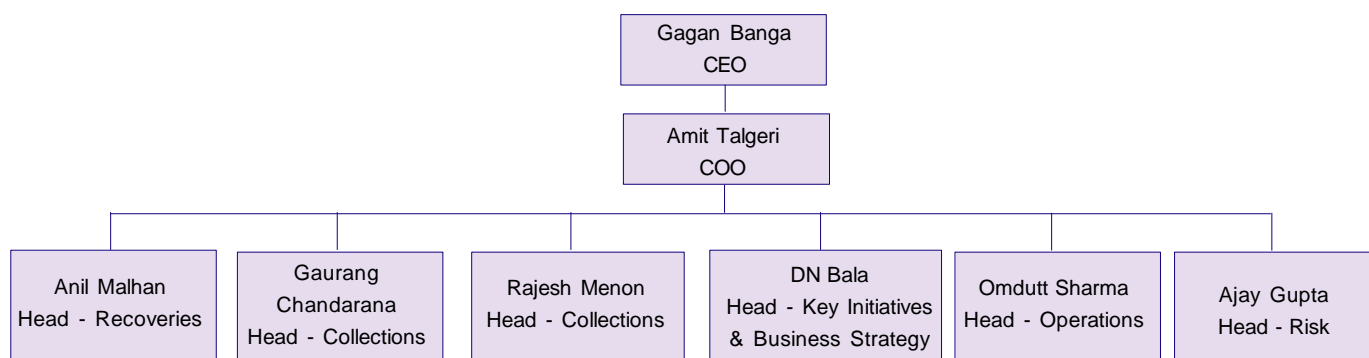 Gagan Banga
CEO
Amit Talgeri
COO
Anil Malhan
Head - Recoveries
Gaurang
Chandarana
Head - Collections
Rajesh Menon
Head - Collections
DN Bala
Head - Key Initiatives
& Business Strategy
Omdutt Sharma
Head - Operations
Ajay Gupta
Head - Risk